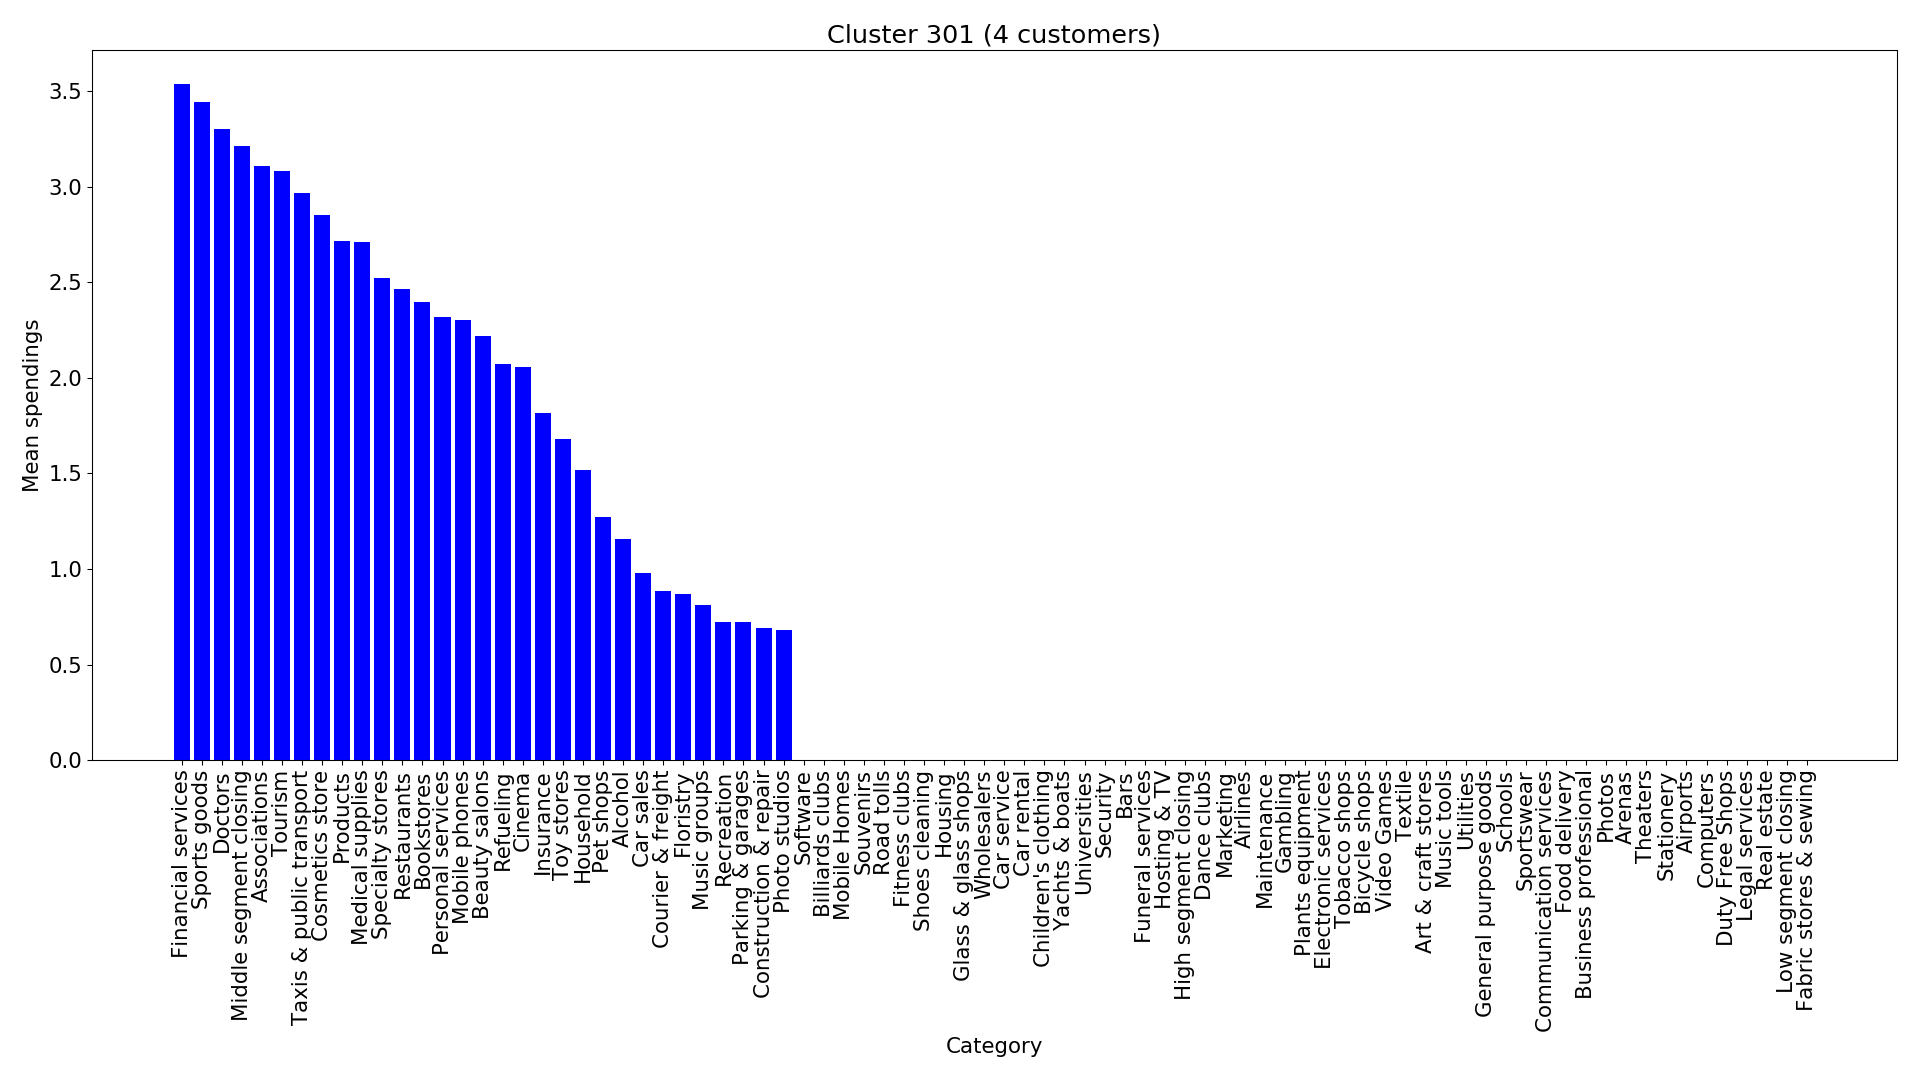 Cluster 301 (4 customers)
Mean spendings
3.5
3.0
2.5
2.0
1.5
1.0
0.5
0.0
Financial services
Sports goods
Doctors
Middle segment closing
Associations
Tourism
Taxis & public transport
Cosmetics store
Products
Medical supplies
Specialty stores
Restaurants
Bookstores
Personal services
Mobile phones
Beauty salons
Refueling
Cinema
Insurance
Toy stores
Household
Pet shops
Alcohol
Car sales
Courier & freight
Floristry
Music groups
Recreation
Parking & garages
Construction & repair
Photo studios
Software
Billiards clubs
Mobile Homes
Souvenirs
Road tolls
Fitness clubs
Shoes cleaning
Housing
Glass & glass shops
Wholesalers
Car service
Car rental
Children's clothing
Yachts & boats
Universities
Security
Bars
Funeral services
Hosting & TV
High segment closing
Dance clubs
Marketing
Airlines
Maintenance
Gambling
Plants equipment
Electronic services
Tobacco shops
Bicycle shops
Video Games
Textile
Art & craft stores
Music tools
Utilities
General purpose goods
Schools
Sportswear
Communication services
Food delivery
Business professional
Photos
Arenas
Theaters
Stationery
Airports
Computers
Duty Free Shops
Legal services
Real estate
Low segment closing
Fabric stores & sewing
Category